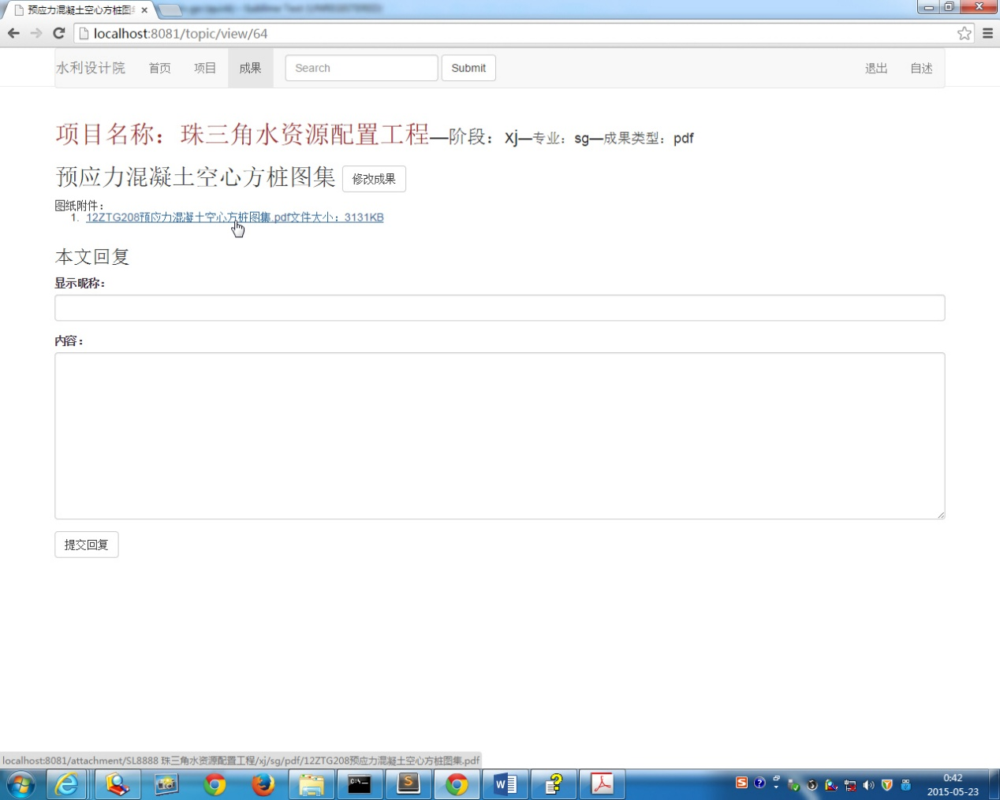 预应力混凝土空心方桩图
localhost:8081/topic/view/64
水利设计院 首页 项目 成果 Search Submit 退出 自述
项目名称：珠三角水资源配置工程—阶段：xj—专业：sg—成果类型：pdf
预应力混凝土空心方桩图集 修改成果
图纸附件：
1. 12ZTG208预应力混凝土空心方桩图集.pdf文件大小：3131KB
本文回复
显示昵称：
内容：
提交回复
localhost:8081/attachment/SL8888 珠三角水资源配置工程/xj/sg/pdf/12ZTG208预应力混凝土空心方桩图集.pdf
0:42
2015-05-23